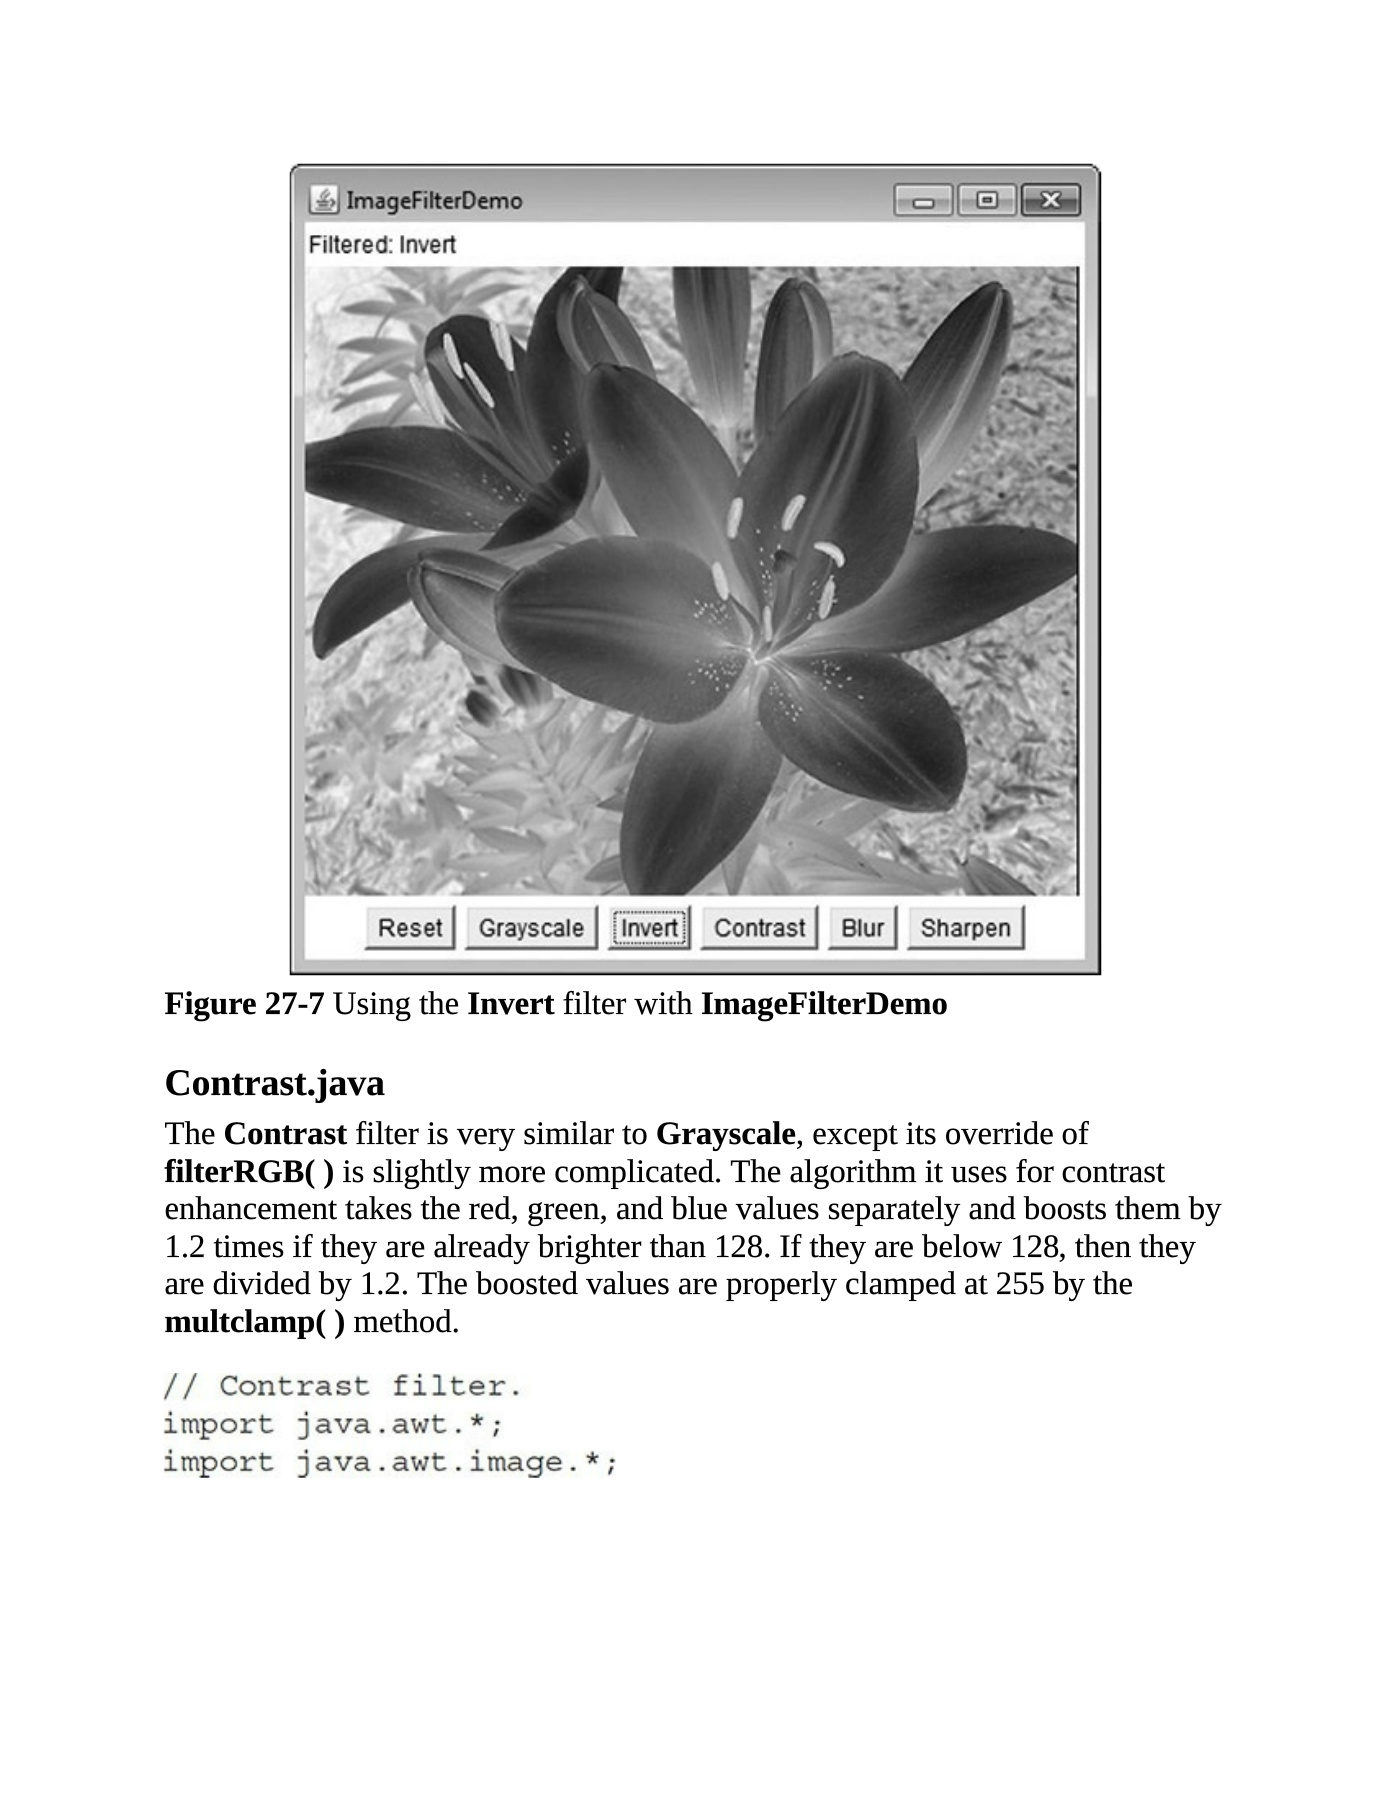 ImageFilterDemo
Filtered: Invert
Reset Grayscale Invert Contrast Blur Sharpen
Figure 27-7 Using the Invert filter with ImageFilterDemo
Contrast.java
The Contrast filter is very similar to Grayscale, except its override of
filterRGB( ) is slightly more complicated. The algorithm it uses for contrast
enhancement takes the red, green, and blue values separately and boosts them by
1.2 times if they are already brighter than 128. If they are below 128, then they
are divided by 1.2. The boosted values are properly clamped at 255 by the
multclamp( ) method.
// Contrast filter.
import java.awt.*;
import java.awt.image.*;